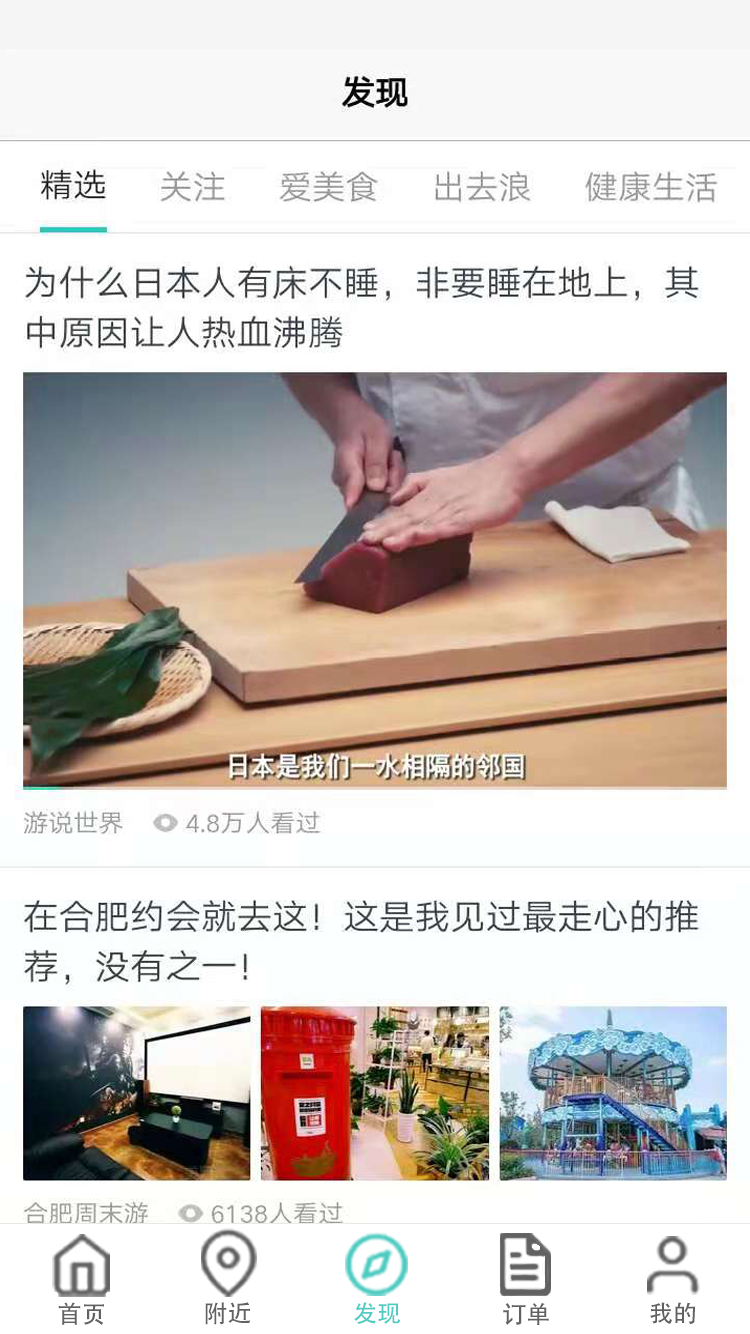 发现
精选 关注 爱美食 出去浪 健康生活
为什么日本人有床不睡，非要睡在地上，其
中原因让人热血沸腾
日本是我们一水相隔的邻国
游说世界 4.8万人看过
在合肥约会就去这！这是我见过最走心的推
荐，没有之一！
合肥周末游 6138人看过
首页 附近 发现 订单 我的